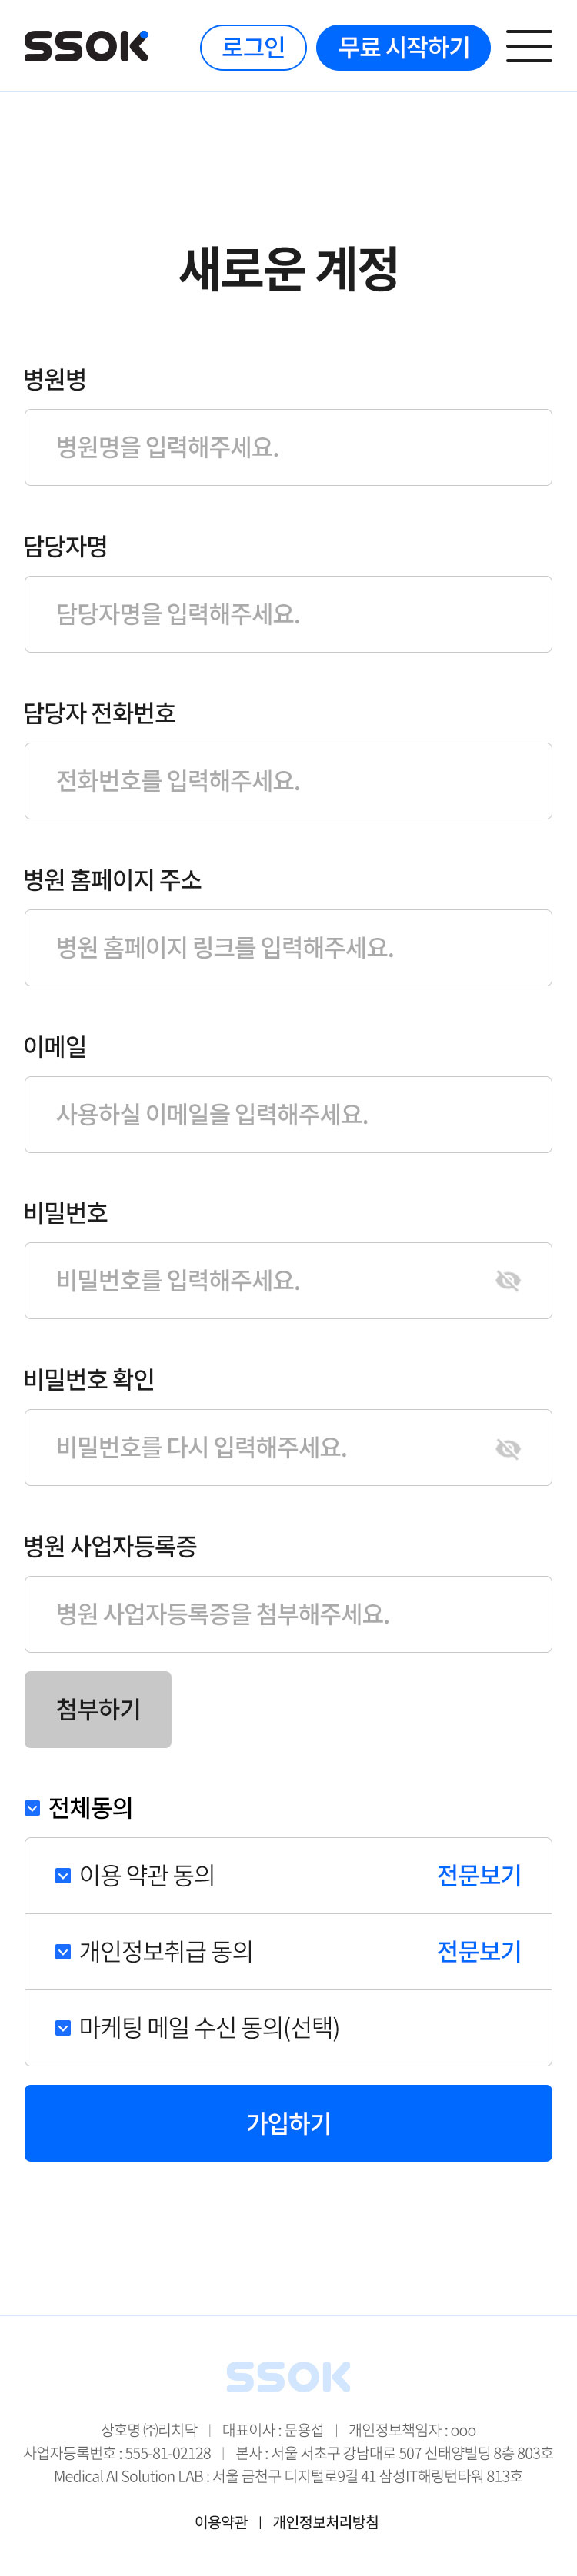 SSOK 로그인 무료 시작하기
새로운 계정
병원병
병원명을 입력해주세요.
담당자명
담당자명을 입력해주세요.
담당자 전화번호
전화번호를 입력해주세요.
병원 홈페이지 주소
병원 홈페이지 링크를 입력해주세요.
이메일
사용하실 이메일을 입력해주세요.
비밀번호
비밀번호를 입력해주세요.
비밀번호 확인
비밀번호를 다시 입력해주세요.
병원 사업자등록증
병원 사업자등록증을 첨부해주세요.
첨부하기
전체동의
이용 약관 동의 전문보기
개인정보취급 동의 전문보기
마케팅 메일 수신 동의(선택)
가입하기
SSOK
상호명 ㈜리치닥 | 대표이사 : 문용섭 | 개인정보책임자 : ooo
사업자등록번호 : 555-81-02128 | 본사 : 서울 서초구 강남대로 507 신태양빌딩 8층 803호
Medical AI Solution LAB : 서울 금천구 디지털로9길 41 삼성IT해링턴타워 813호
이용약관 | 개인정보처리방침